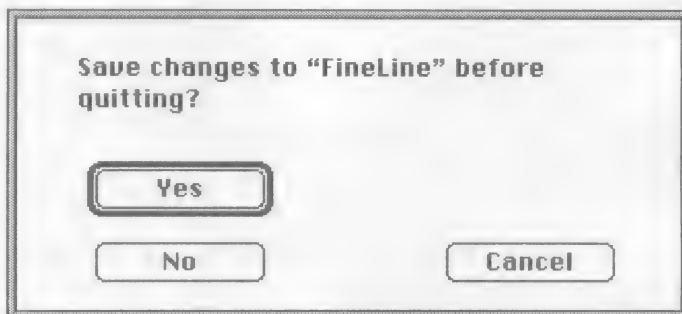 Save changes to “FineLine” before
quitting?
Yes
No
Cancel